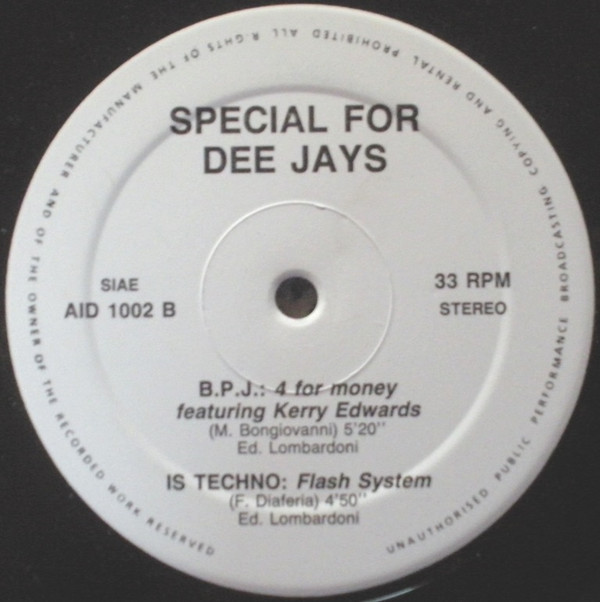 SPECIAL FOR
DEE JAYS
SIAE
AID 1002 B
33 RPM
STEREO
B.P.J.: 4 for money
featuring Kerry Edwards
(M. Bongiovanni) 5'20''
Ed. Lombardoni
IS TECHNO: Flash System
(F. Diaferia) 4'50''
Ed. Lombardoni
ALL RIGHTS OF THE MANUFACTURER AND OF THE OWNER OF THE RECORDED WORK RESERVED
UNAUTHORISED PUBLIC PERFORMANCE BROADCASTING COPYING AND RENTAL PROHIBITED